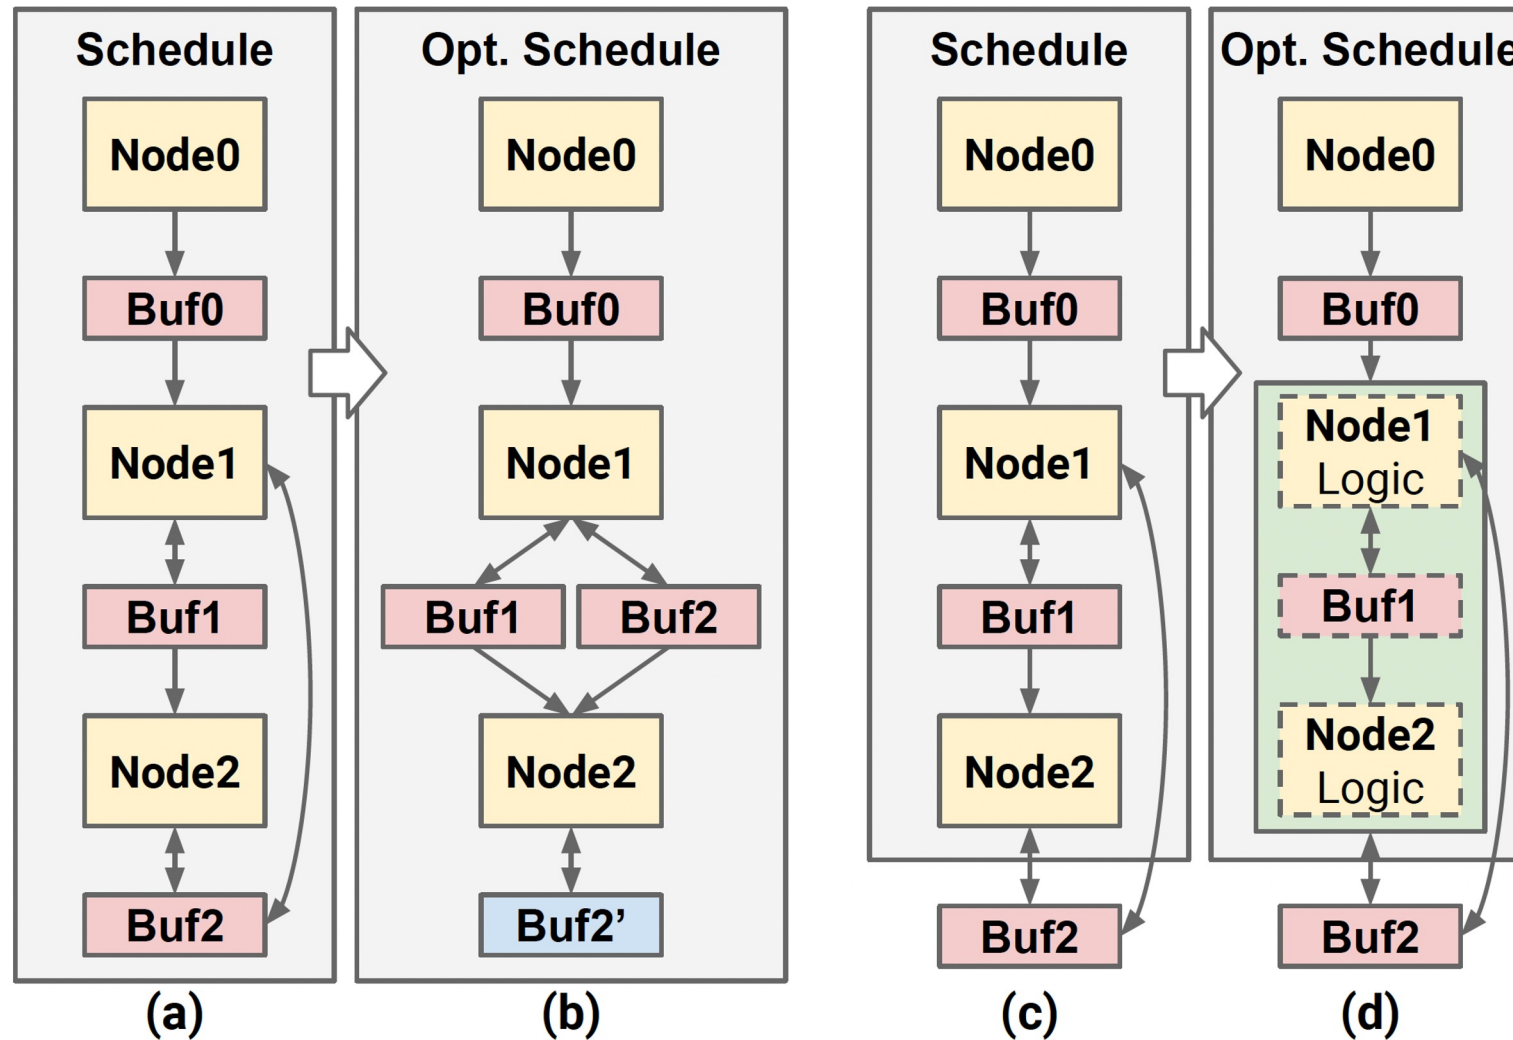 Schedule
Node0
Buf0
Node1
Buf1
Node2
Buf2
(a)
Opt. Schedule
Node0
Buf0
Node1
Buf1
Buf2
Node2
Buf2’
(b)
Schedule
Node0
Buf0
Node1
Buf1
Node2
Buf2
(c)
Opt. Schedule
Node0
Buf0
Node1
Logic
Buf1
Node2
Logic
Buf2
(d)